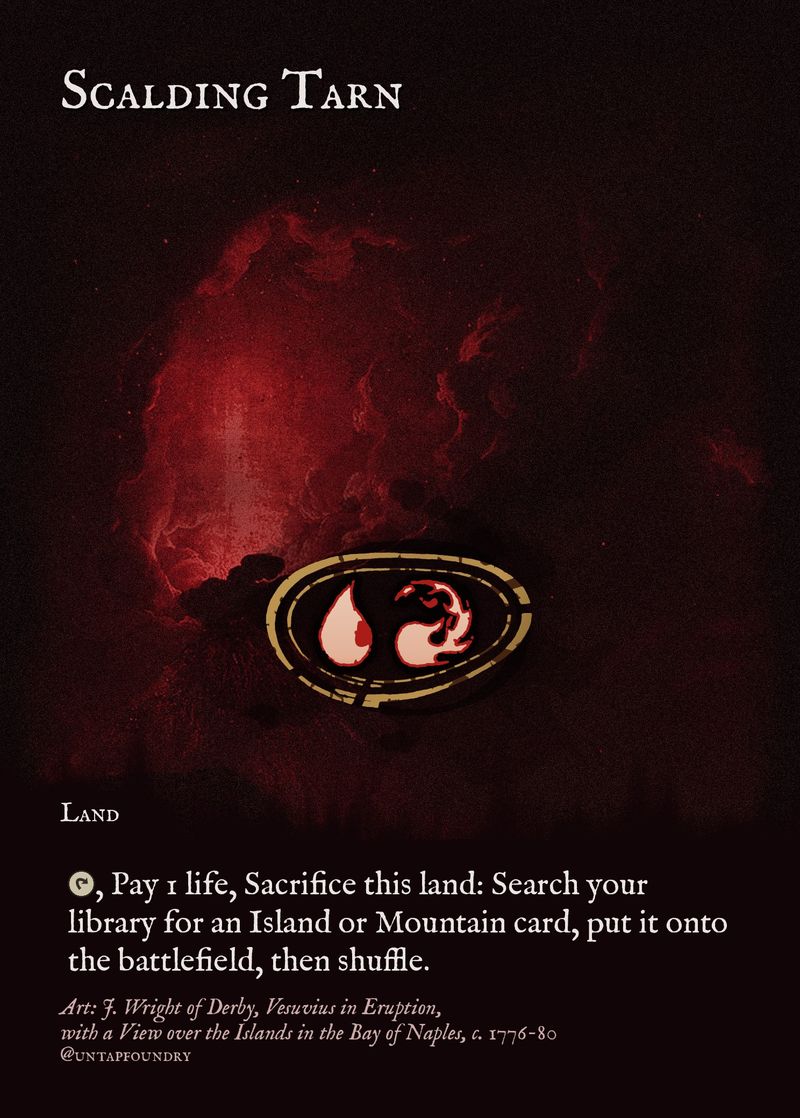 Scalding Tarn
Land
, Pay 1 life, Sacrifice this land: Search your
library for an Island or Mountain card, put it onto
the battlefield, then shuffle.
Art: J. Wright of Derby, Vesuvius in Eruption,
with a View over the Islands in the Bay of Naples, c. 1776-80
@untapfoundry